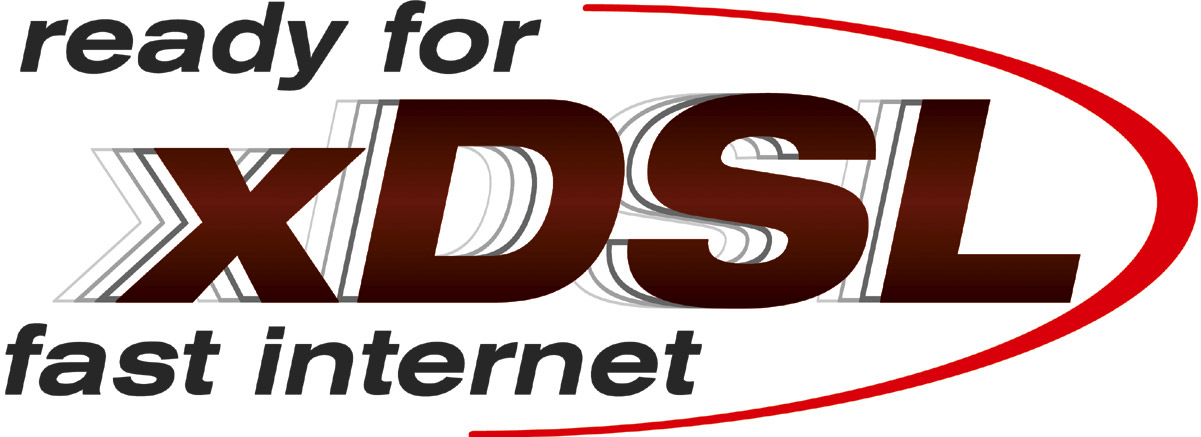 ready for
xDSL
fast internet